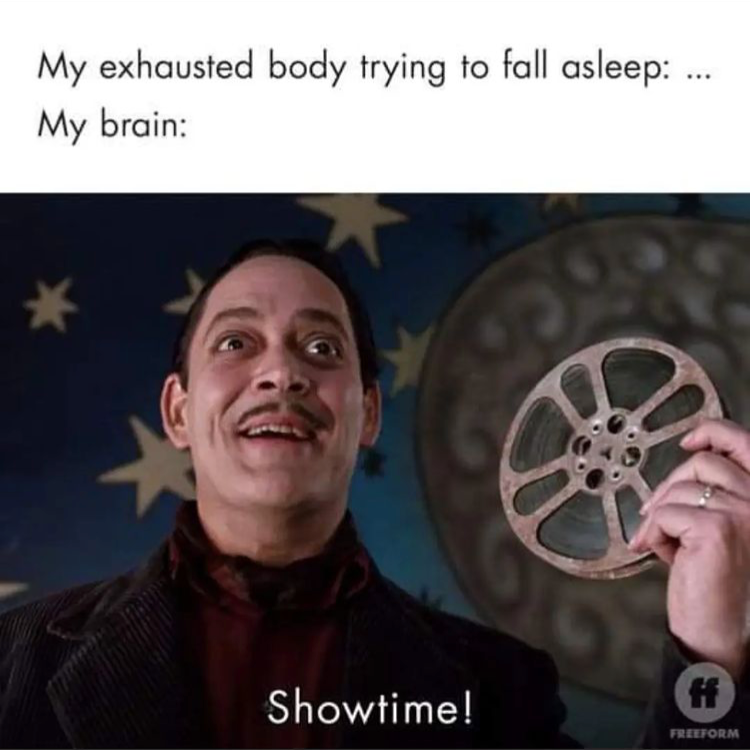 My exhausted body trying to fall asleep: ...
My brain:
Showtime!
ff
FREEFORM